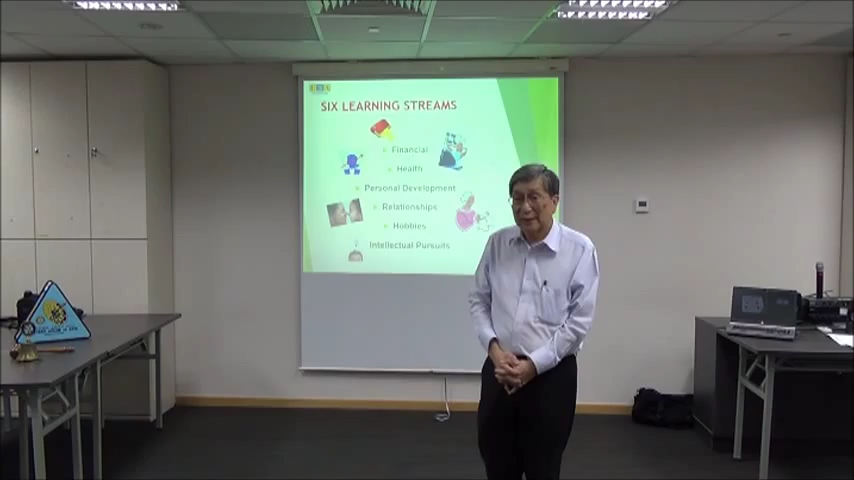 SIX LEARNING STREAMS
Financial
Health
Personal Development
Relationships
Hobbies
Intellectual Pursuits